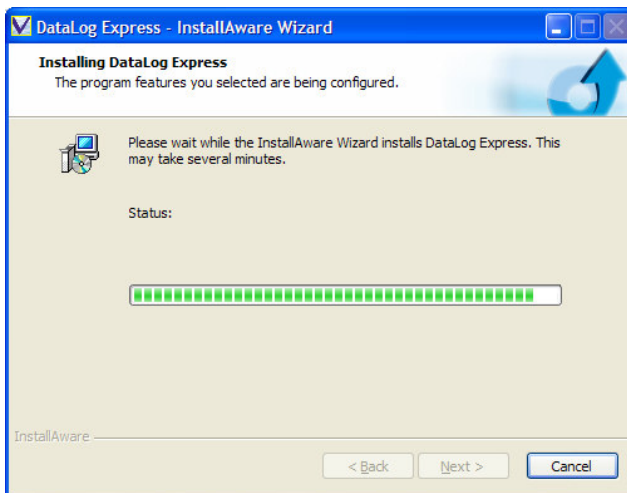 DataLog Express - InstallAware Wizard
Installing DataLog Express
The program features you selected are being configured.
Please wait while the InstallAware Wizard installs DataLog Express. This
may take several minutes.
Status:
InstallAware
< Back
Next >
Cancel